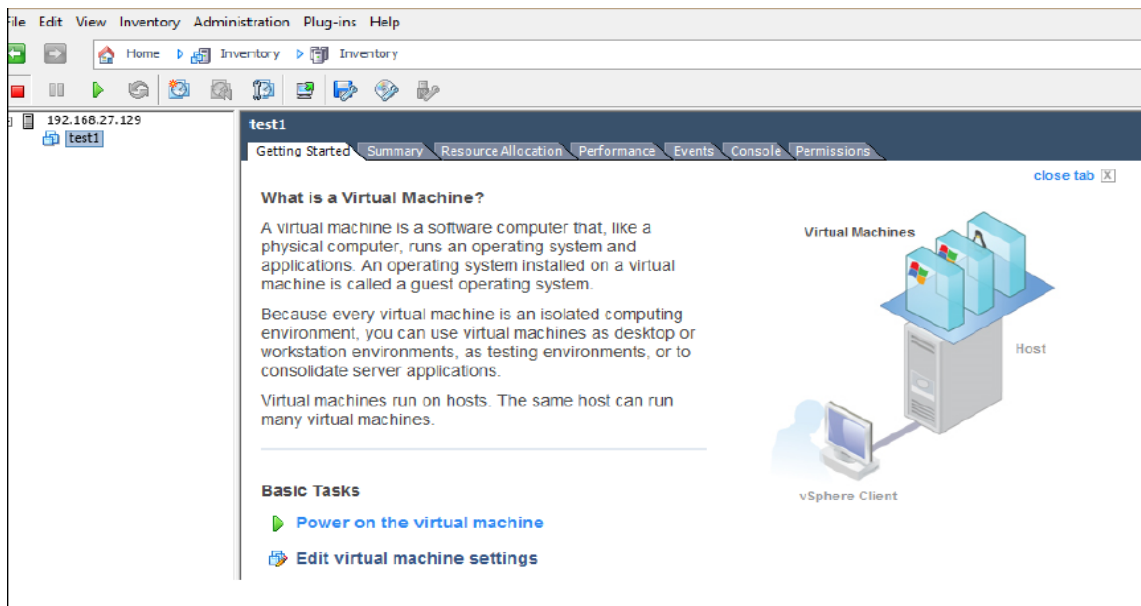 File Edit View Inventory Administration Plug-ins Help
Home Inventory Inventory
192.168.27.129
test1
test1
Getting Started Summary Resource Allocation Performance Events Console Permissions
close tab X
What is a Virtual Machine?
A virtual machine is a software computer that, like a
physical computer, runs an operating system and
applications. An operating system installed on a virtual
machine is called a guest operating system.
Because every virtual machine is an isolated computing
environment, you can use virtual machines as desktop or
workstation environments, as testing environments, or to
consolidate server applications.
Virtual machines run on hosts. The same host can run
many virtual machines.
Basic Tasks
Power on the virtual machine
Edit virtual machine settings
Virtual Machines
Host
vSphere Client